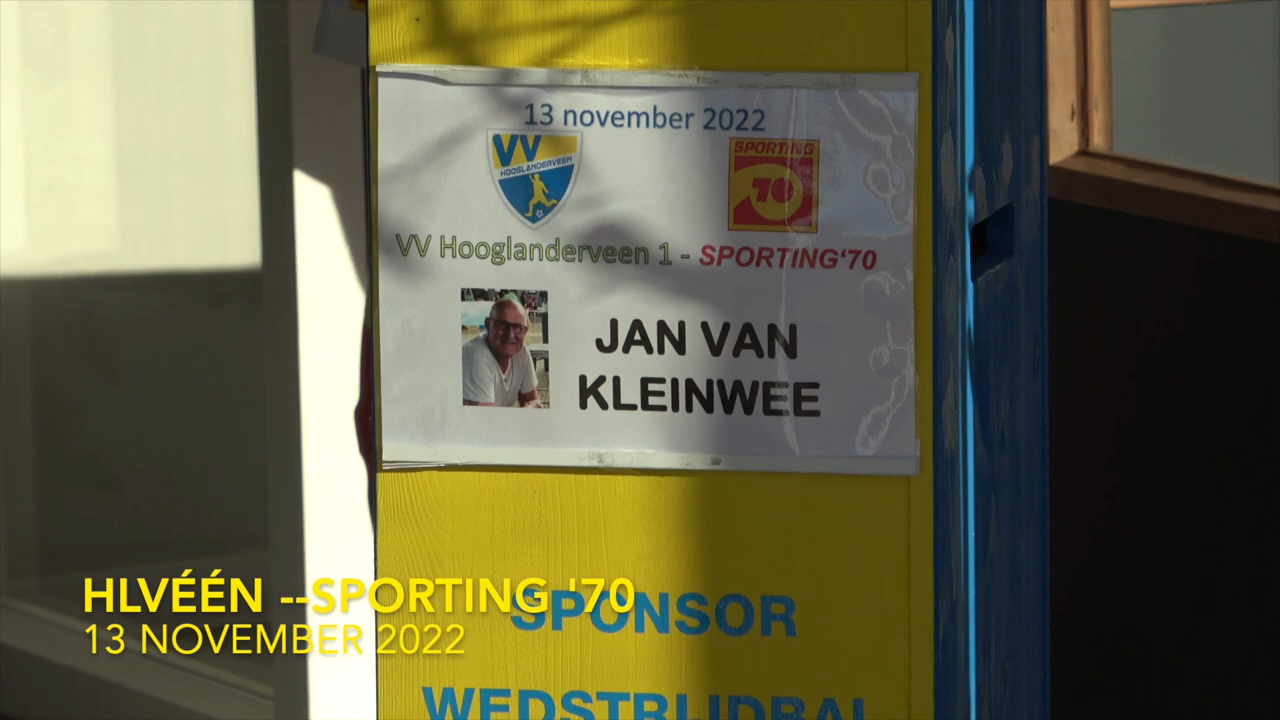 13 november 2022
VV
HOOGLANDERVEEN
SPORTING
70
VV Hooglanderveen 1 - SPORTING‘70
JAN VAN
KLEINWEE
HLVÉÉN --SPORTING '70
13 NOVEMBER 2022
SPONSOR
WEDSTRIJDBAL